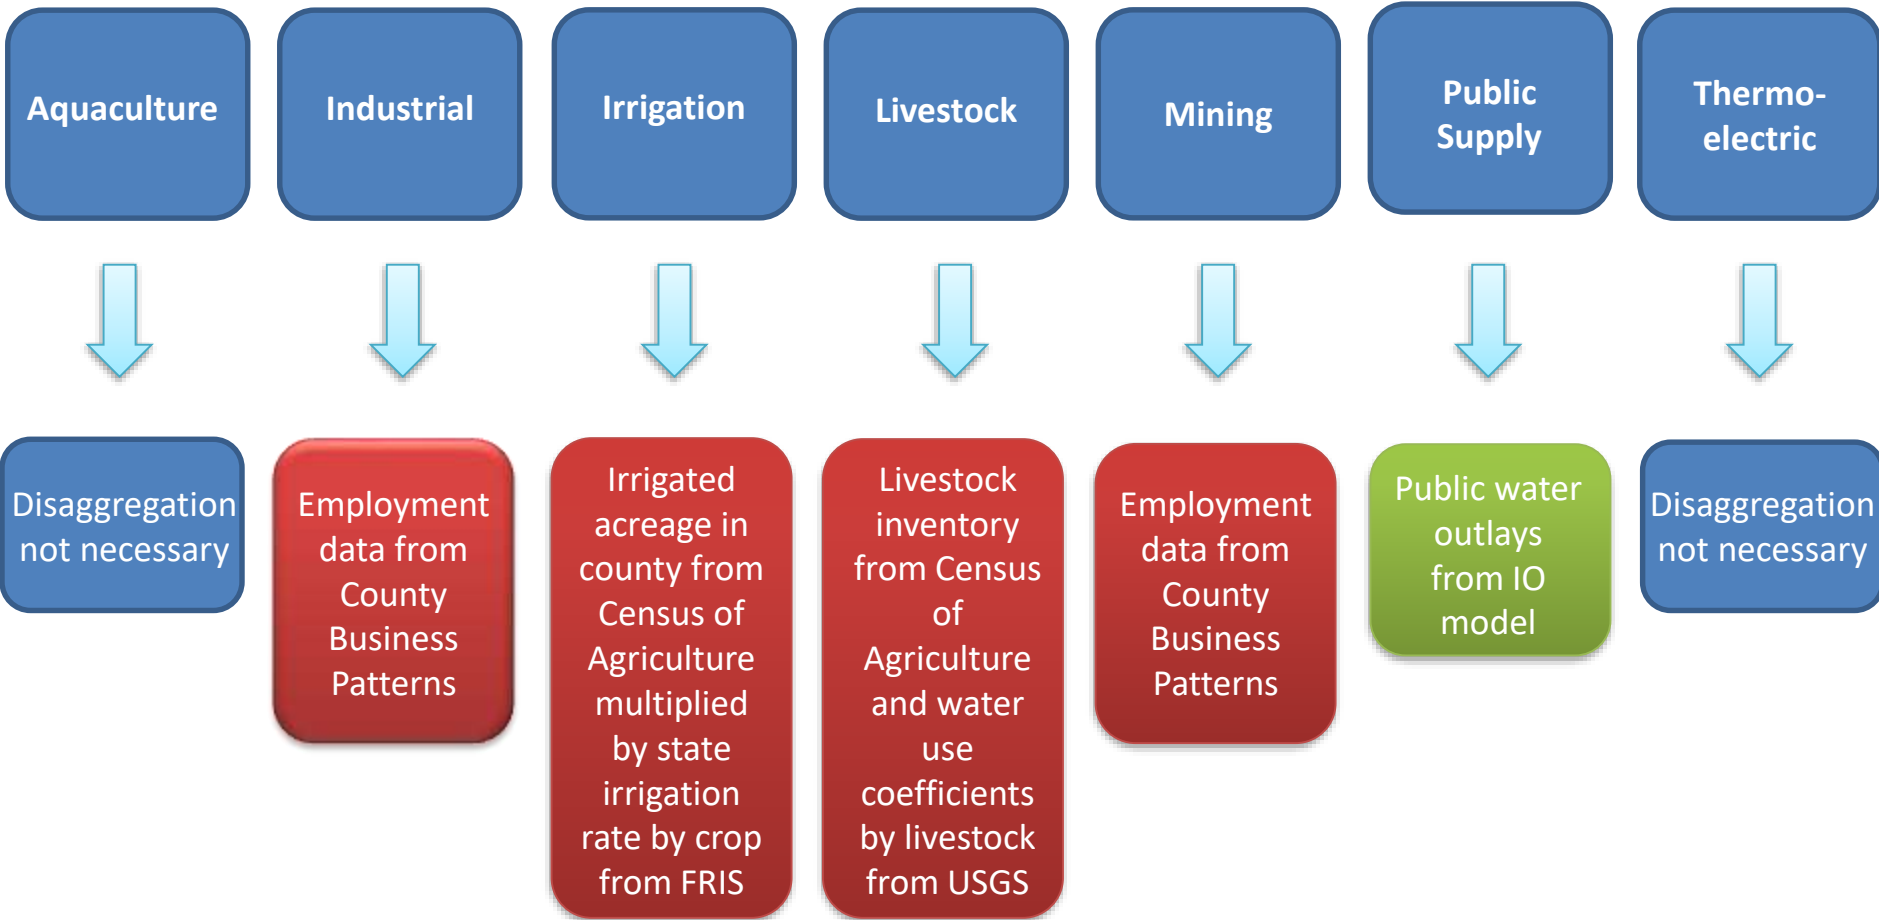 Aquaculture
Industrial
Irrigation
Livestock
Mining
Public
Supply
Thermo-
electric
Disaggregation
not necessary
Employment
data from
County
Business
Patterns
Irrigated
acreage in
county from
Census of
Agriculture
multiplied
by state
irrigation
rate by crop
from FRIS
Livestock
inventory
from Census
of
Agriculture
and water
use
coefficients
by livestock
from USGS
Employment
data from
County
Business
Patterns
Public water
outlays
from IO
model
Disaggregation
not necessary